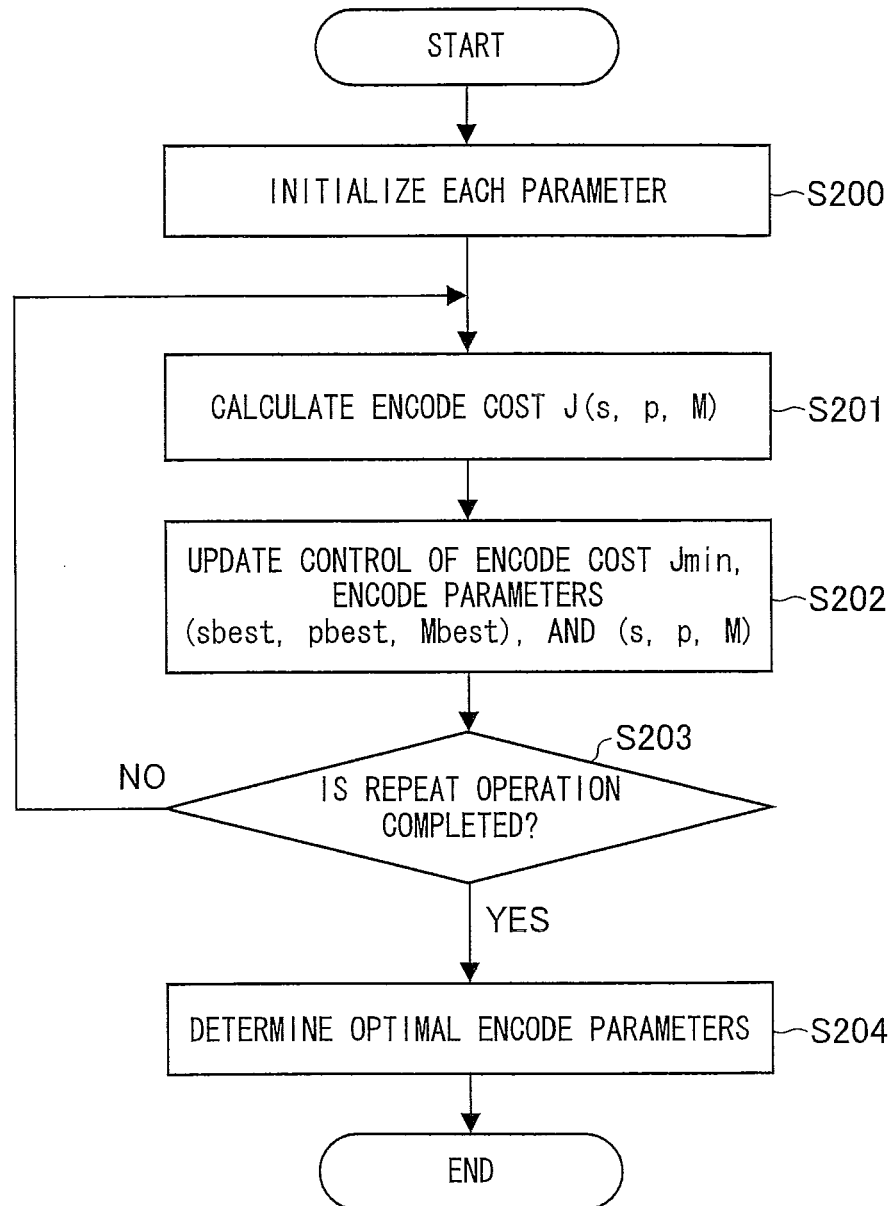 START
INITIALIZE EACH PARAMETER
S200
CALCULATE ENCODE COST J(s, p, M)
S201
UPDATE CONTROL OF ENCODE COST Jmin,
ENCODE PARAMETERS
(sbest, pbest, Mbest), AND (s, p, M)
S202
S203
NO
IS REPEAT OPERATION
COMPLETED?
YES
DETERMINE OPTIMAL ENCODE PARAMETERS
S204
END